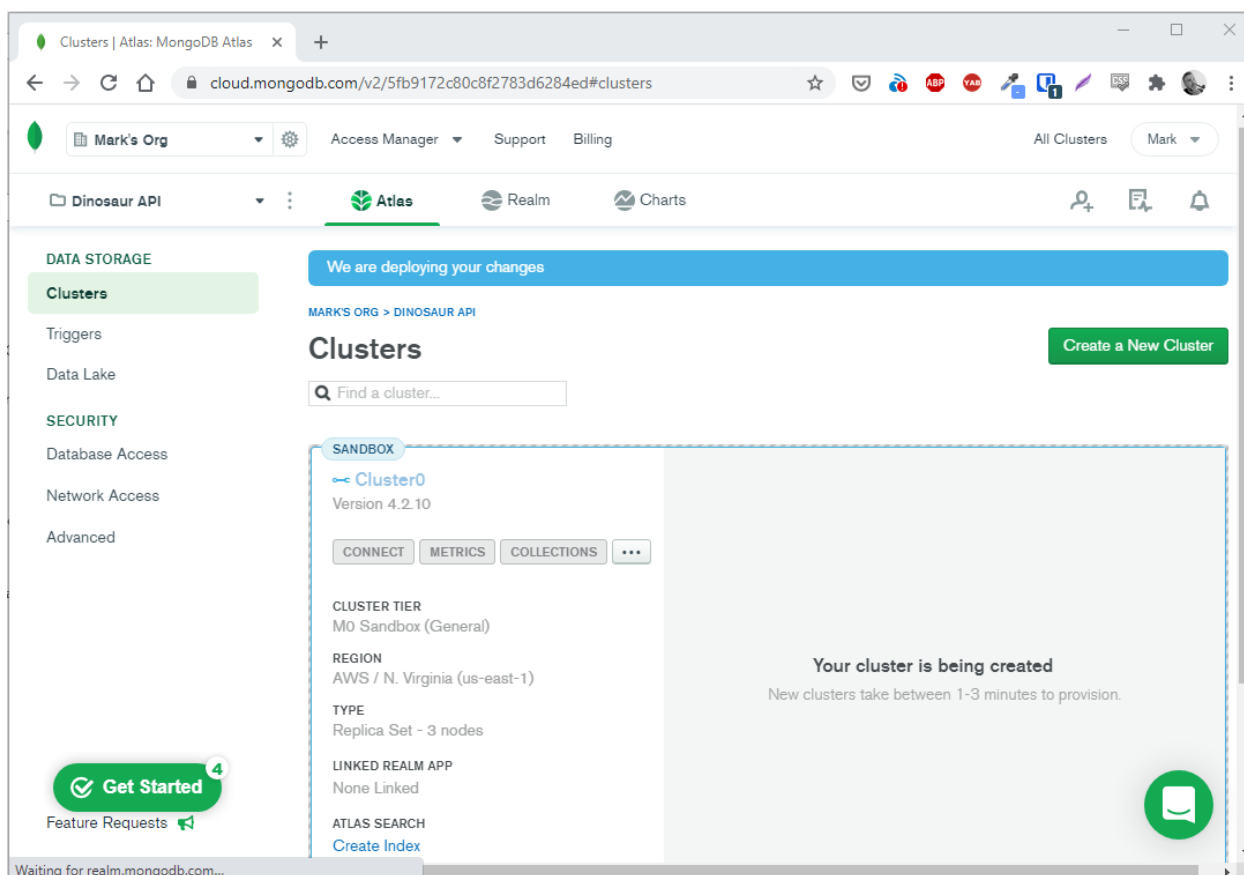 Clusters | Atlas: MongoDB Atlas
cloud.mongodb.com/v2/5fb9172c80c8f2783d6284ed#clusters
ABP YAB 1 CSS
Mark's Org Access Manager Support Billing All Clusters Mark
Dinosaur API Atlas Realm Charts
DATA STORAGE
Clusters
Triggers
Data Lake
SECURITY
Database Access
Network Access
Advanced
Get Started 4
Feature Requests
We are deploying your changes
MARK'S ORG > DINOSAUR API
Clusters
Create a New Cluster
Find a cluster...
SANDBOX
Cluster0
Version 4.2.10
CONNECT METRICS COLLECTIONS ...
CLUSTER TIER
M0 Sandbox (General)
REGION
AWS / N. Virginia (us-east-1)
TYPE
Replica Set - 3 nodes
LINKED REALM APP
None Linked
ATLAS SEARCH
Create Index
Your cluster is being created
New clusters take between 1-3 minutes to provision.
Waiting for realm.mongodb.com...